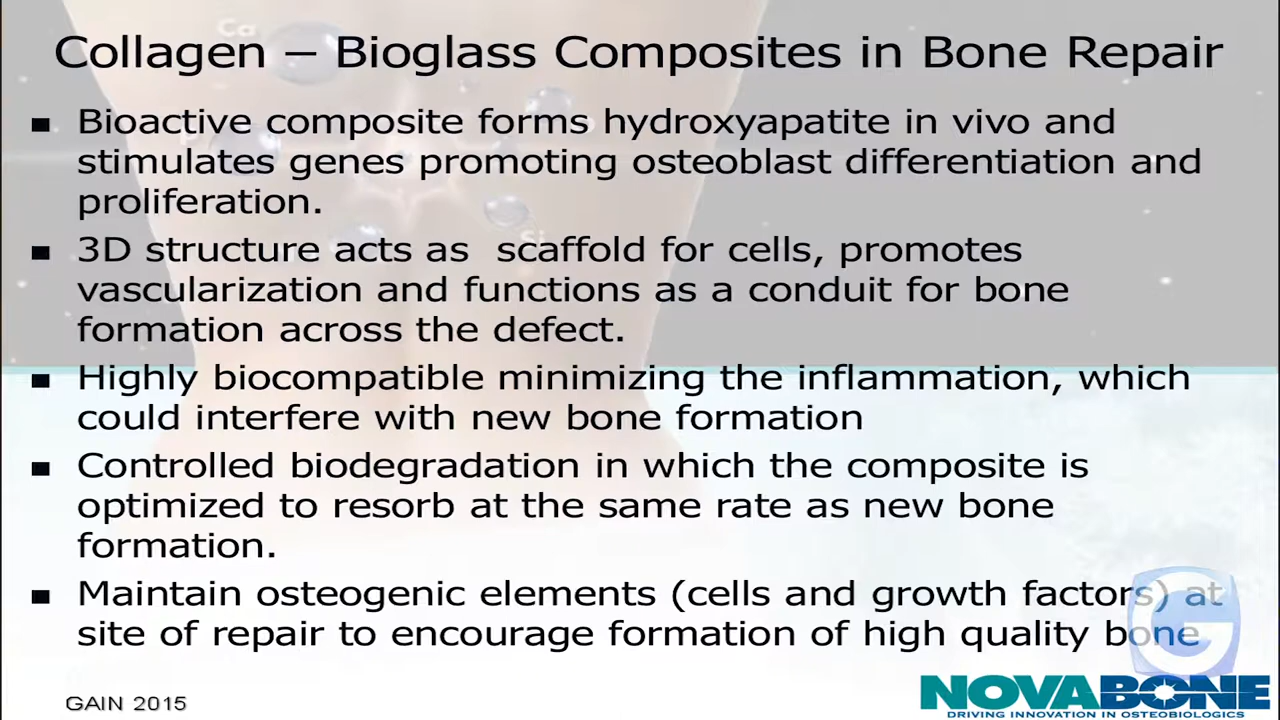 Collagen – Bioglass Composites in Bone Repair
Bioactive composite forms hydroxyapatite in vivo and
stimulates genes promoting osteoblast differentiation and
proliferation.
3D structure acts as scaffold for cells, promotes
vascularization and functions as a conduit for bone
formation across the defect.
Highly biocompatible minimizing the inflammation, which
could interfere with new bone formation
Controlled biodegradation in which the composite is
optimized to resorb at the same rate as new bone
formation.
Maintain osteogenic elements (cells and growth factors) at
site of repair to encourage formation of high quality bone
Ca
Si
G
GAIN 2015
NOVABONE
DRIVING INNOVATION IN OSTEOBIOLOGICS